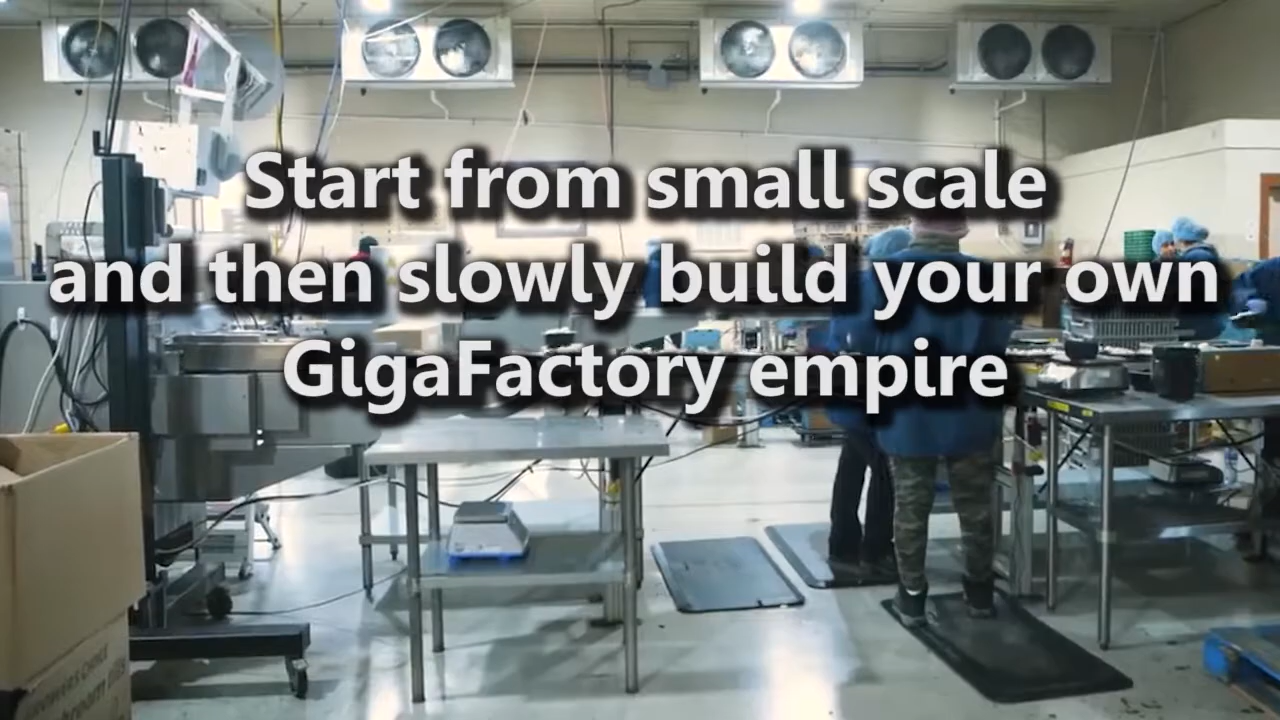 Start from small scale
and then slowly build your own
GigaFactory empire